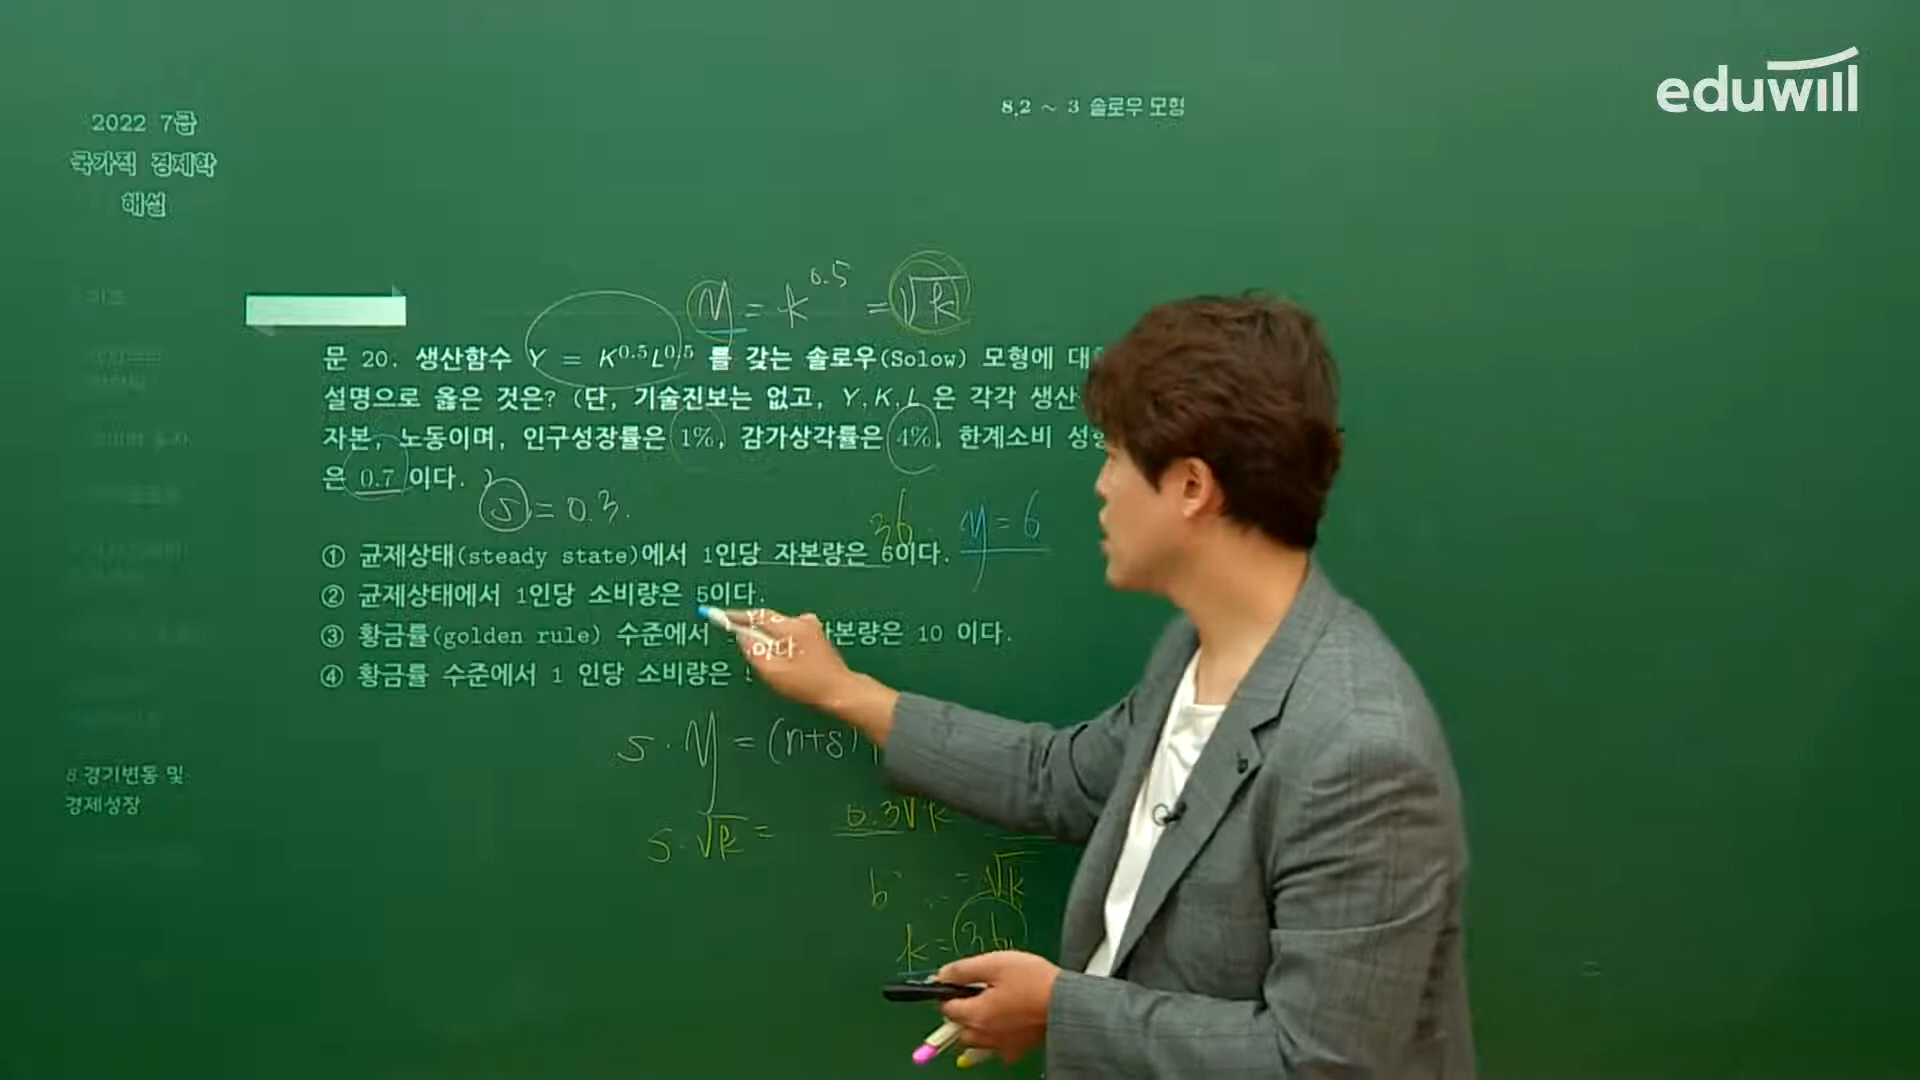 eduwill
8.2 ~ 3 솔로우 모형
2022 7급
국가직 경제학
해설
y = k^0.5 = √k
문 20. 생산함수 Y = K^0.5L^0.5 를 갖는 솔로우(Solow) 모형에 대한
설명으로 옳은 것은? (단, 기술진보는 없고, Y, K, L 은 각각 생산
자본, 노동이며, 인구성장률은 1%, 감가상각률은 4%, 한계소비 성향
은 0.7 이다. )
s = 0.3.
36
y = 6
① 균제상태(steady state)에서 1인당 자본량은 6이다.
② 균제상태에서 1인당 소비량은 5이다.
③ 황금률(golden rule) 수준에서 자본량은 10 이다.
④ 황금률 수준에서 1 인당 소비량은
이다.
s · y = (n+δ)
s · √k = 0.3√k
6 = √k
k = 36
8 경기변동 및
경제성장